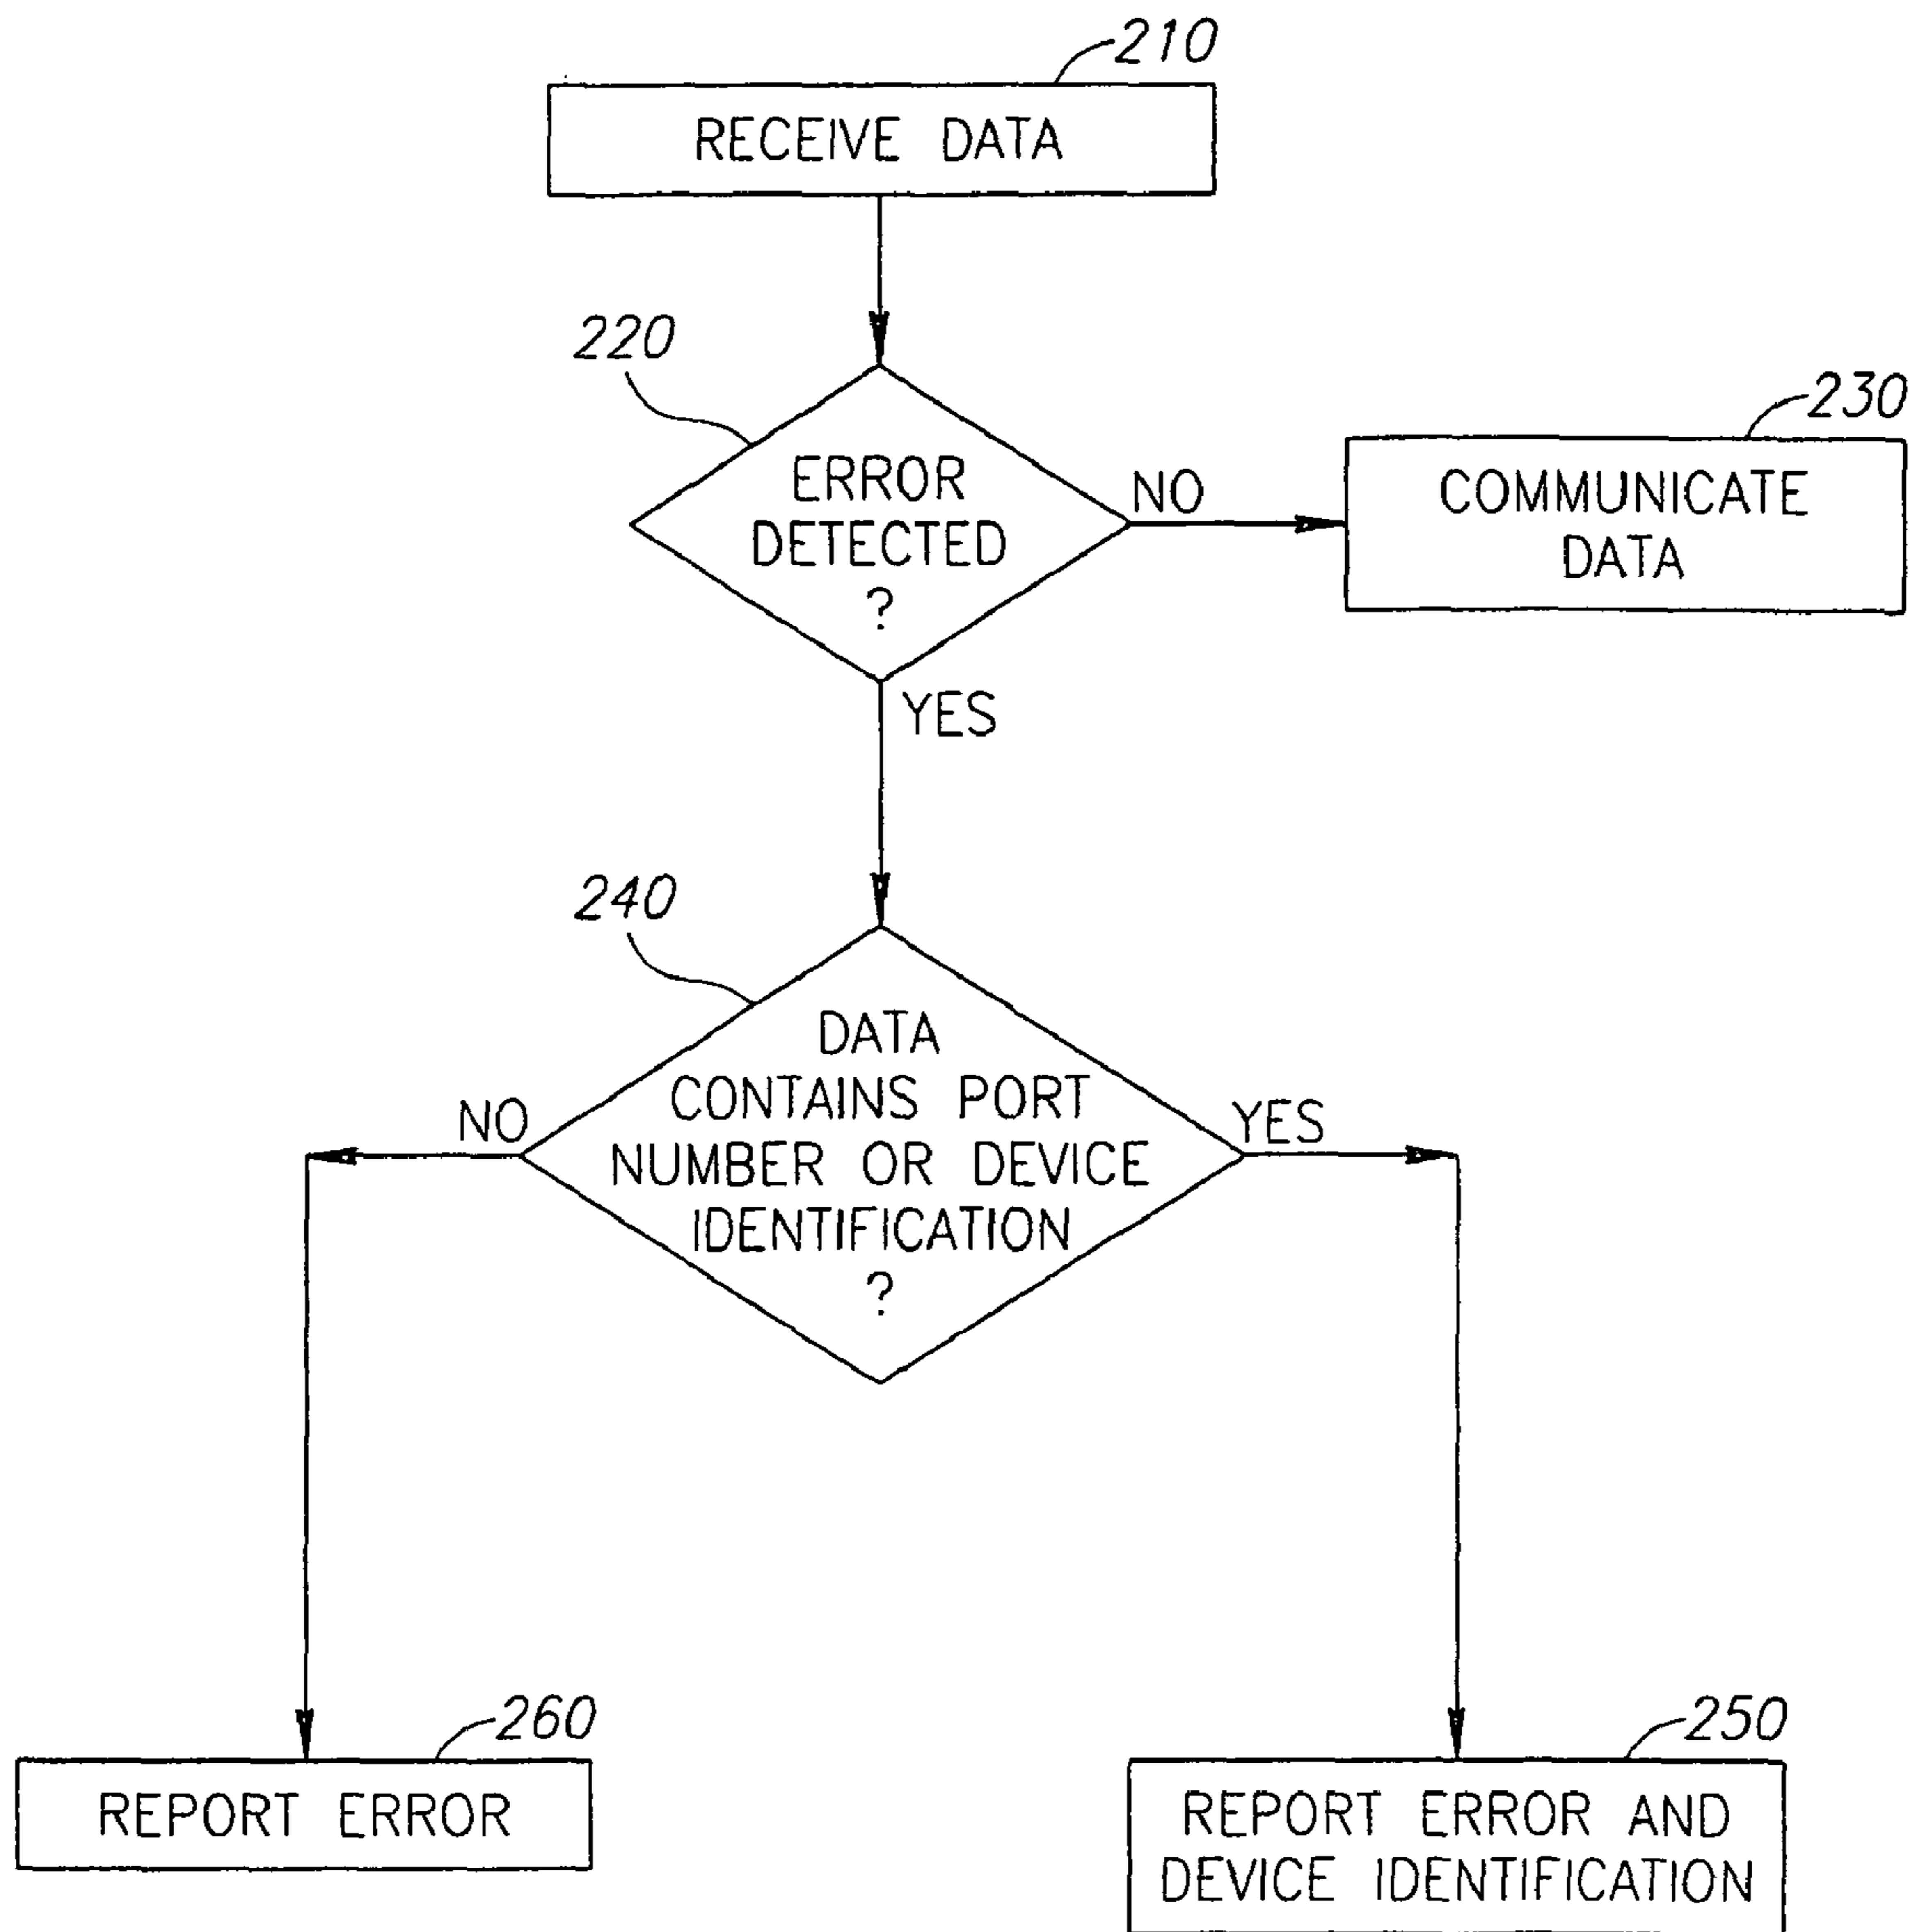 210
RECEIVE DATA
220
230
ERROR
DETECTED
?
NO
COMMUNICATE
DATA
YES
240
DATA
CONTAINS PORT
NUMBER OR DEVICE
IDENTIFICATION
?
NO
YES
260
250
REPORT ERROR
REPORT ERROR AND
DEVICE IDENTIFICATION